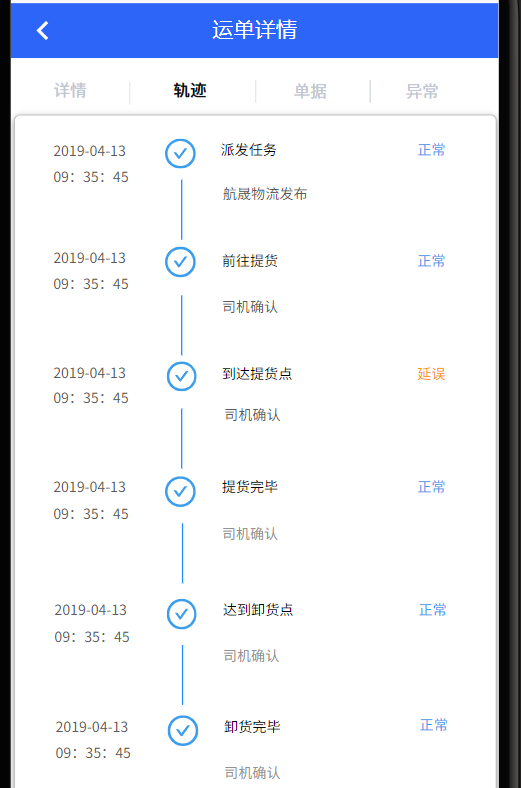 运单详情
详情 轨迹 单据 异常
2019-04-13 派发任务 正常
09：35：45
航晟物流发布
2019-04-13 前往提货 正常
09：35：45
司机确认
2019-04-13 到达提货点 延误
09：35：45
司机确认
2019-04-13 提货完毕 正常
09：35：45
司机确认
2019-04-13 达到卸货点 正常
09：35：45
司机确认
2019-04-13 卸货完毕 正常
09：35：45
司机确认